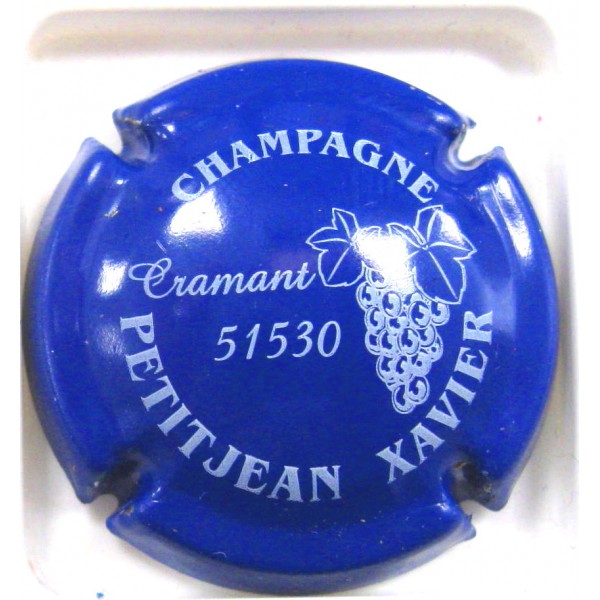 CHAMPAGNE
Cramant
51530
PETITJEAN XAVIER